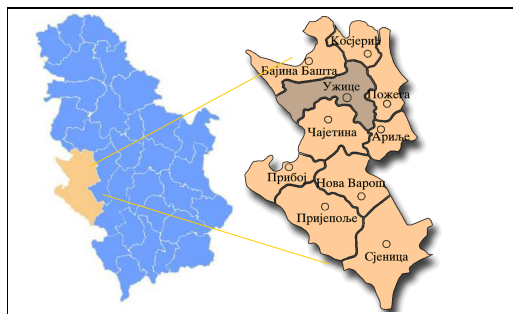 Косјерић
Бајина Башта
Ужице
Пожега
Чајетина
Ариље
Прибој
Нова Варош
Пријепоље
Сјеница